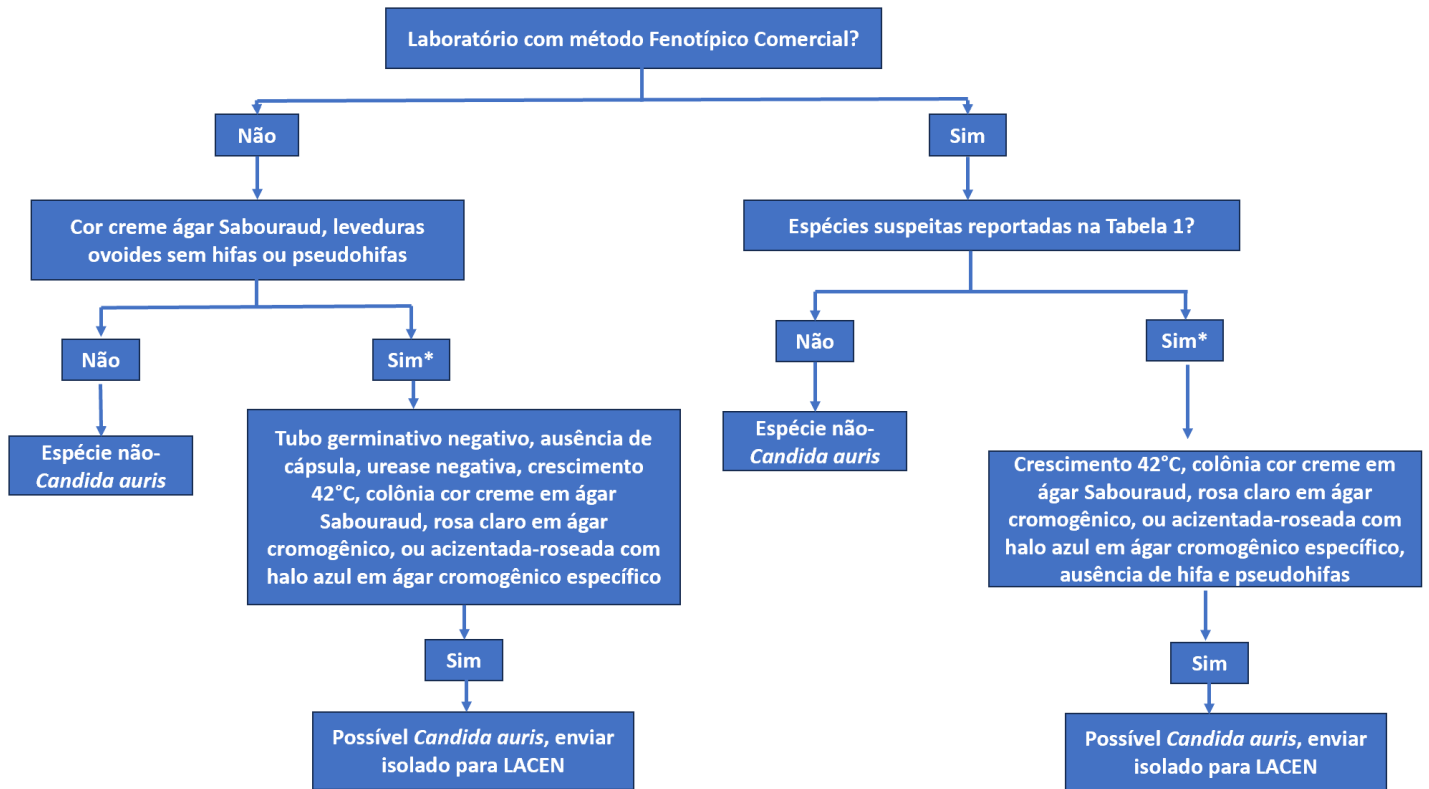 Laboratório com método Fenotípico Comercial?
Não
Sim
Cor creme ágar Sabouraud, leveduras
ovoides sem hifas ou pseudohifas
Espécies suspeitas reportadas na Tabela 1?
Não
Sim*
Não
Sim*
Espécie não-
Candida auris
Tubo germinativo negativo, ausência de
cápsula, urease negativa, crescimento
42°C, colônia cor creme em ágar
Sabouraud, rosa claro em ágar
cromogênico, ou acizentada-roseada com
halo azul em ágar cromogênico específico
Espécie não-
Candida auris
Crescimento 42°C, colônia cor creme em
ágar Sabouraud, rosa claro em ágar
cromogênico, ou acizentada-roseada com
halo azul em ágar cromogênico específico,
ausência de hifa e pseudohifas
Sim
Sim
Possível Candida auris, enviar
isolado para LACEN
Possível Candida auris, enviar
isolado para LACEN